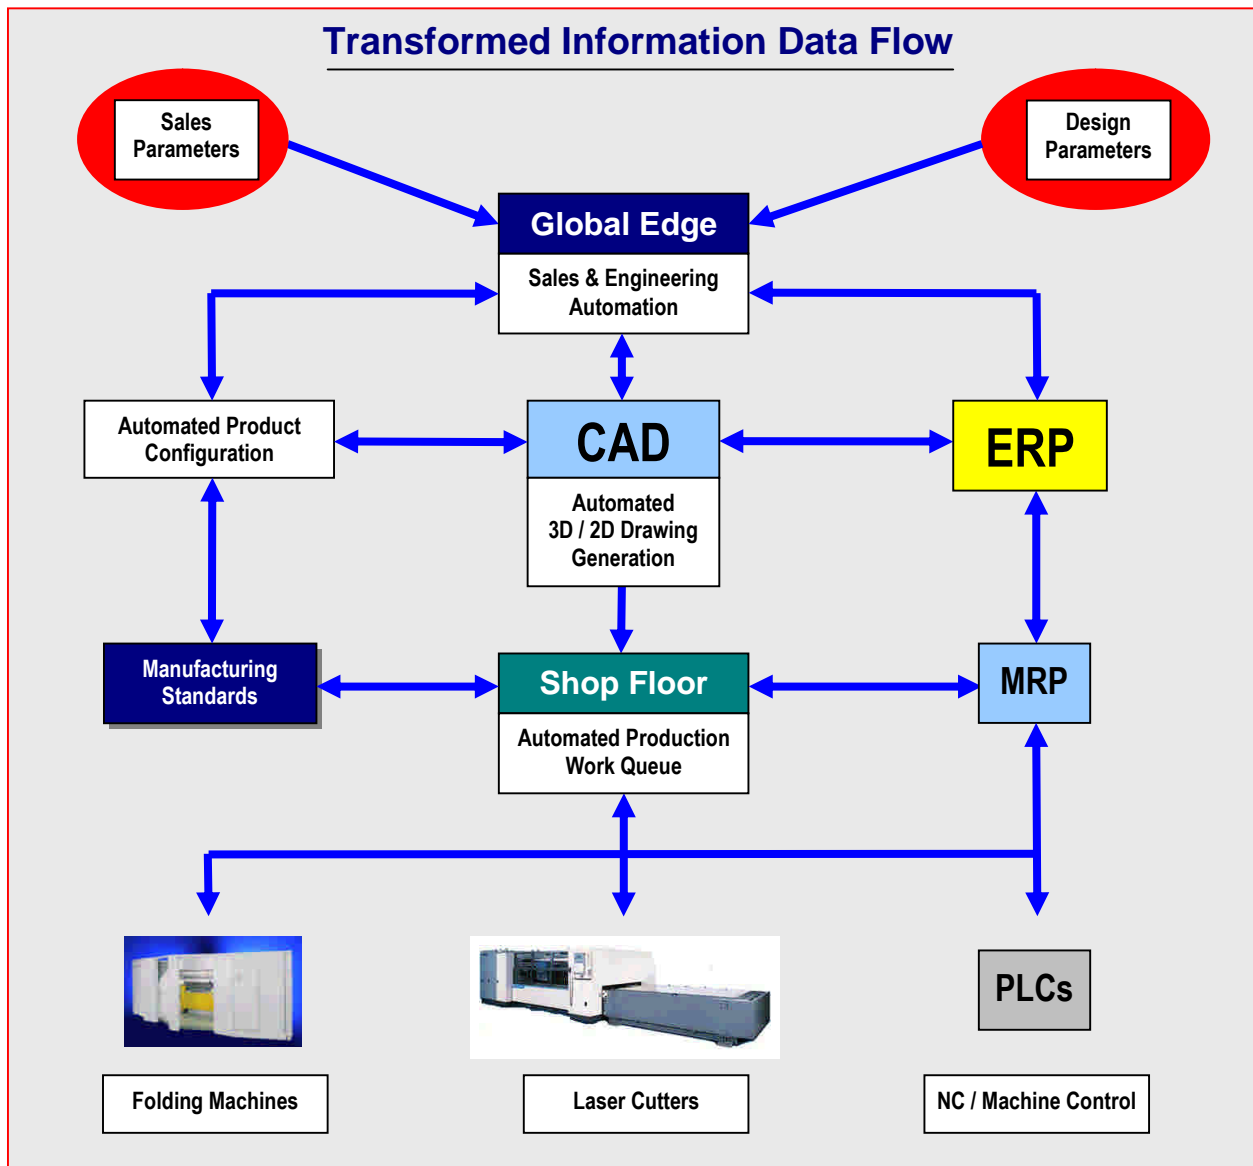 Transformed Information Data Flow
Sales
Parameters
Design
Parameters
Global Edge
Sales & Engineering
Automation
Automated Product
Configuration
CAD
Automated
3D / 2D Drawing
Generation
ERP
Manufacturing
Standards
Shop Floor
Automated Production
Work Queue
MRP
PLCs
Folding Machines
Laser Cutters
NC / Machine Control